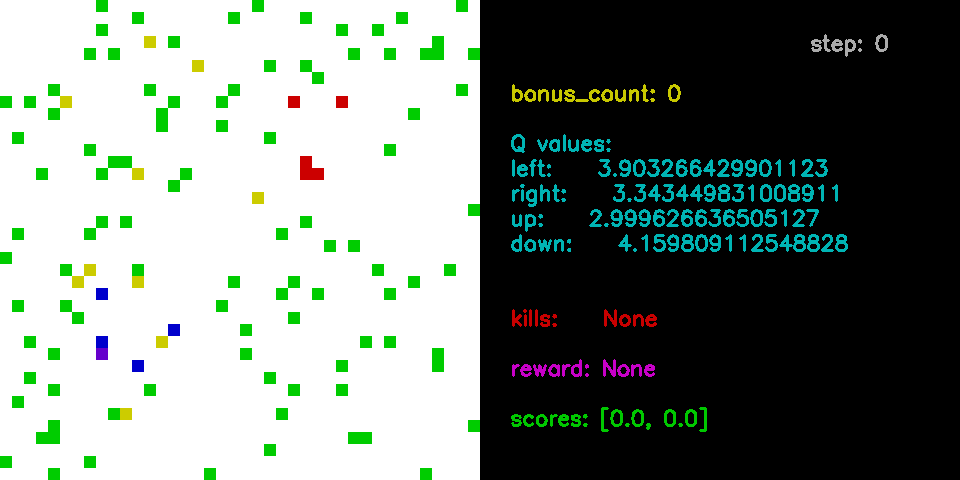 step: 0
bonus_count: 0
Q values:
left: 3.903266429901123
right: 3.343449831008911
up: 2.999626636505127
down: 4.159809112548828
kills: None
reward: None
scores: [0.0, 0.0]